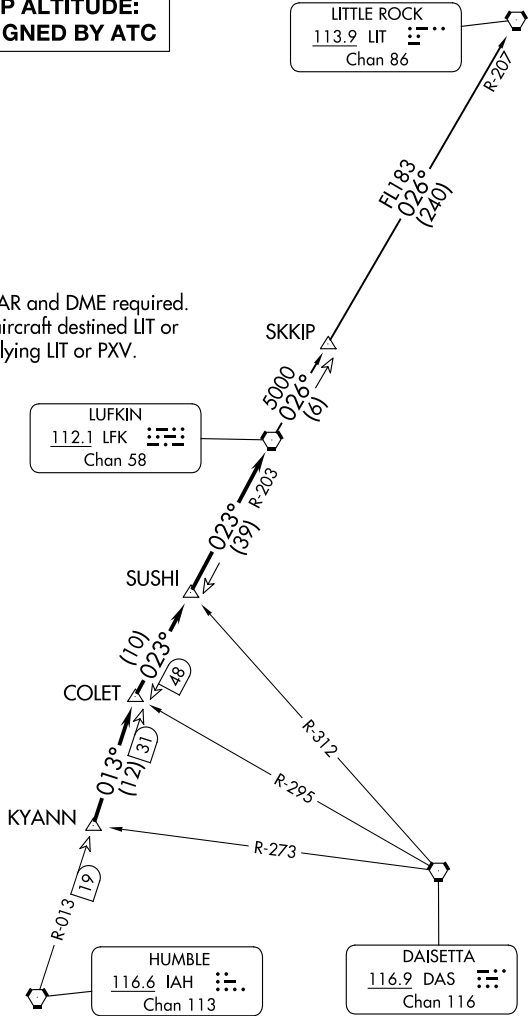 P ALTITUDE:
GNED BY ATC
LITTLE ROCK
113.9 LIT
Chan 86
R-207
FL183
026°
(240)
AR and DME required.
aircraft destined LIT or
lying LIT or PXV.
SKKIP
5000
026°
(6)
LUFKIN
112.1 LFK
Chan 58
R-203
023°
(39)
SUSHI
(10)
023°
48
COLET
31
013°
(12)
R-312
R-295
KYANN
R-273
19
R-013
HUMBLE
116.6 IAH
Chan 113
DAISETTA
116.9 DAS
Chan 116